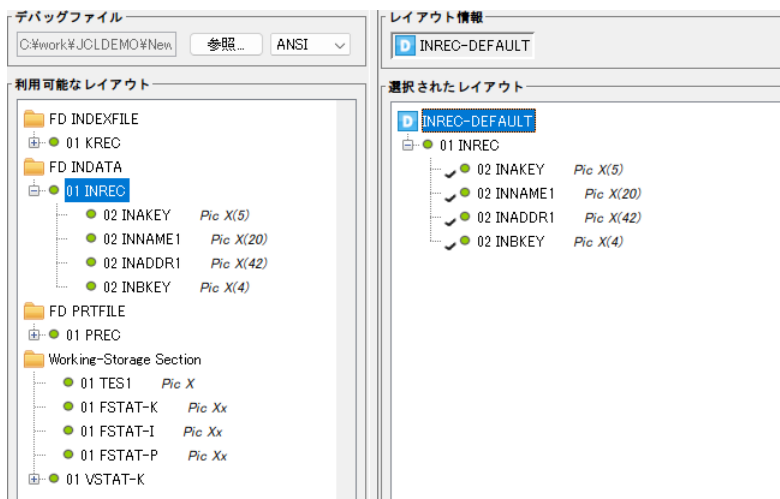 デバッグファイル
C:¥work¥JCLDEMO¥New
参照...
ANSI
利用可能なレイアウト
FD INDEXFILE
01 KREC
FD INDATA
01 INREC
02 INAKEY Pic X(5)
02 INNAME1 Pic X(20)
02 INADDR1 Pic X(42)
02 INBKEY Pic X(4)
FD PRTFILE
01 PREC
Working-Storage Section
01 TES1 Pic X
01 FSTAT-K Pic Xx
01 FSTAT-I Pic Xx
01 FSTAT-P Pic Xx
01 VSTAT-K
レイアウト情報
D INREC-DEFAULT
選択されたレイアウト
D INREC-DEFAULT
01 INREC
02 INAKEY Pic X(5)
02 INNAME1 Pic X(20)
02 INADDR1 Pic X(42)
02 INBKEY Pic X(4)